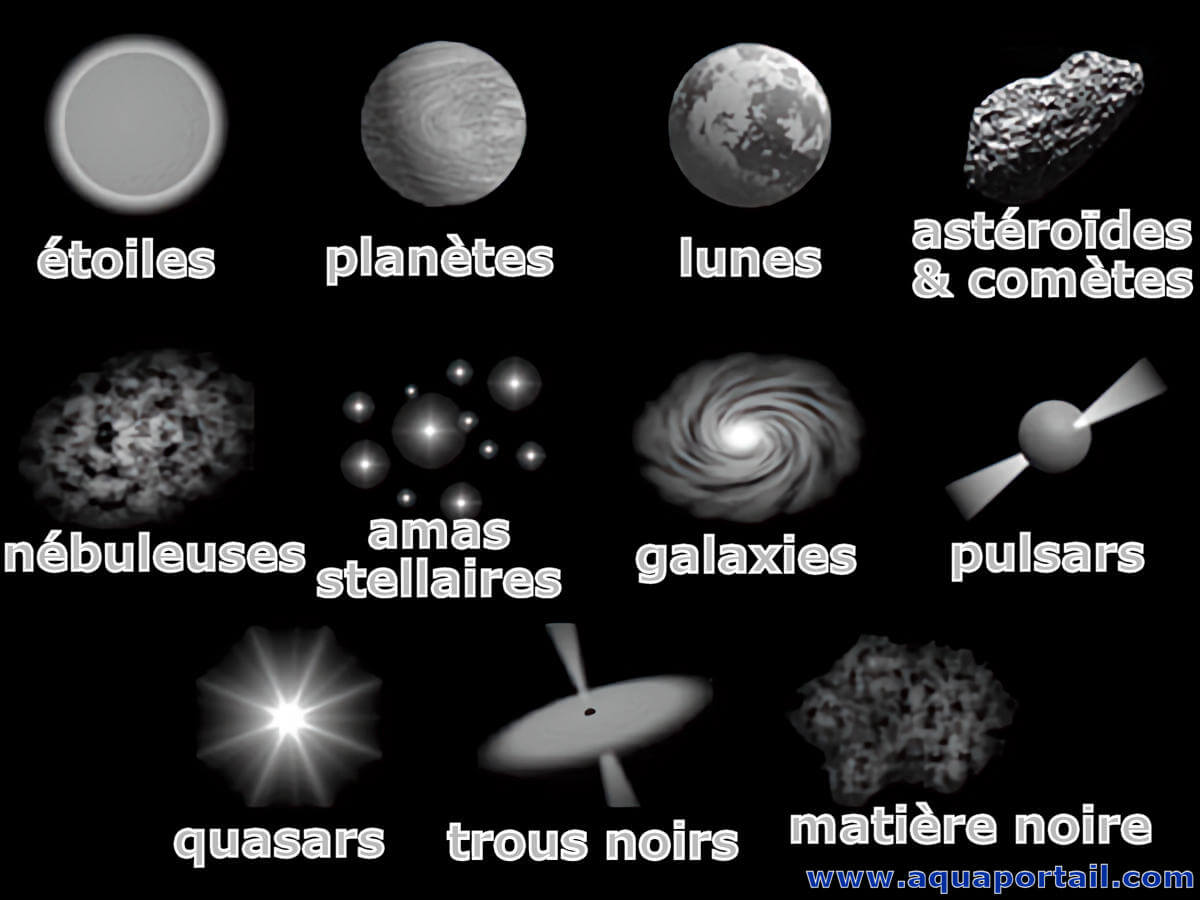 étoiles
planètes
lunes
astéroïdes
& comètes
nébuleuses
amas
stellaires
galaxies
pulsars
quasars
trous noirs
matière noire
www.aquaportail.com